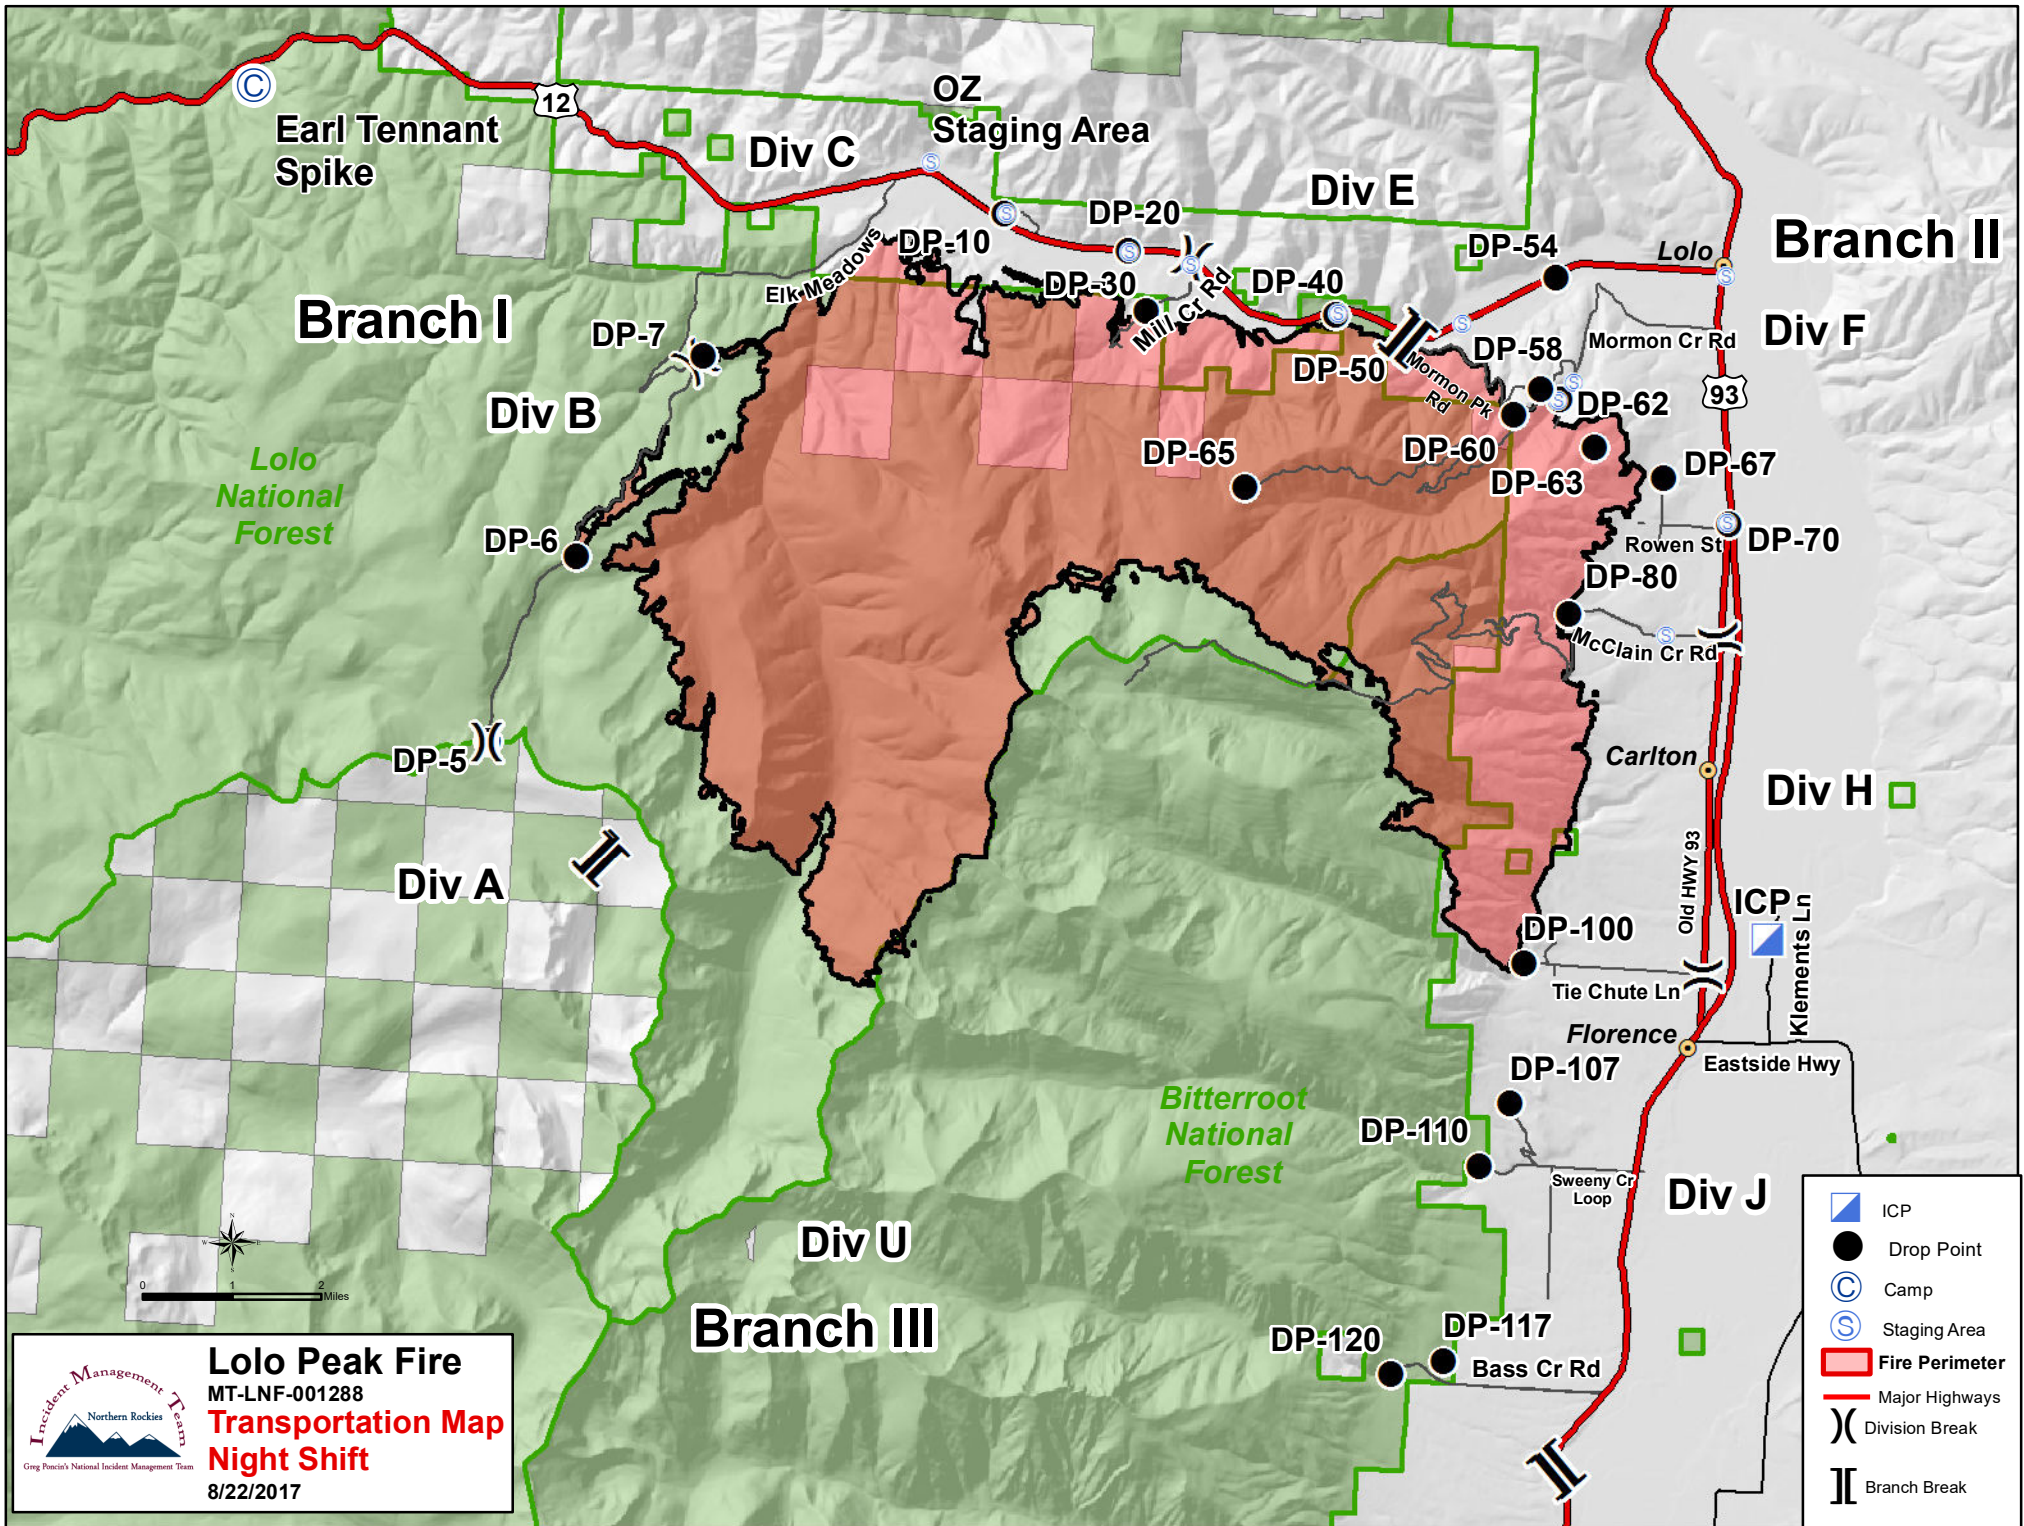 OZ
Staging Area
12
Earl Tennant
Spike
Div C
Div E
DP-20
DP-54
Lolo
Branch II
DP-10
Elk Meadows
DP-30
Mill Cr Rd
DP-40
Branch I
DP-7
Mormon Cr Rd
Div F
DP-58
DP-50
Mormon Pk
Rd
93
Div B
DP-62
DP-60
DP-65
DP-67
DP-63
Lolo
National
Forest
DP-6
Rowen St
DP-70
DP-80
McClain Cr Rd
DP-5
Carlton
Div H
Div A
Old HWY 93
ICP
Klements Ln
DP-100
Tie Chute Ln
Florence
Eastside Hwy
DP-107
Bitterroot
National
Forest
DP-110
Sweeny Cr
Loop
Div J
Div U
Branch III
DP-120
DP-117
Bass Cr Rd
N
W
E
S
0 1 2
Miles
Incident Management Team
Northern Rockies
Greg Poncin's National Incident Management Team
Lolo Peak Fire
MT-LNF-001288
Transportation Map
Night Shift
8/22/2017
ICP
Drop Point
C Camp
S Staging Area
Fire Perimeter
Major Highways
Division Break
Branch Break